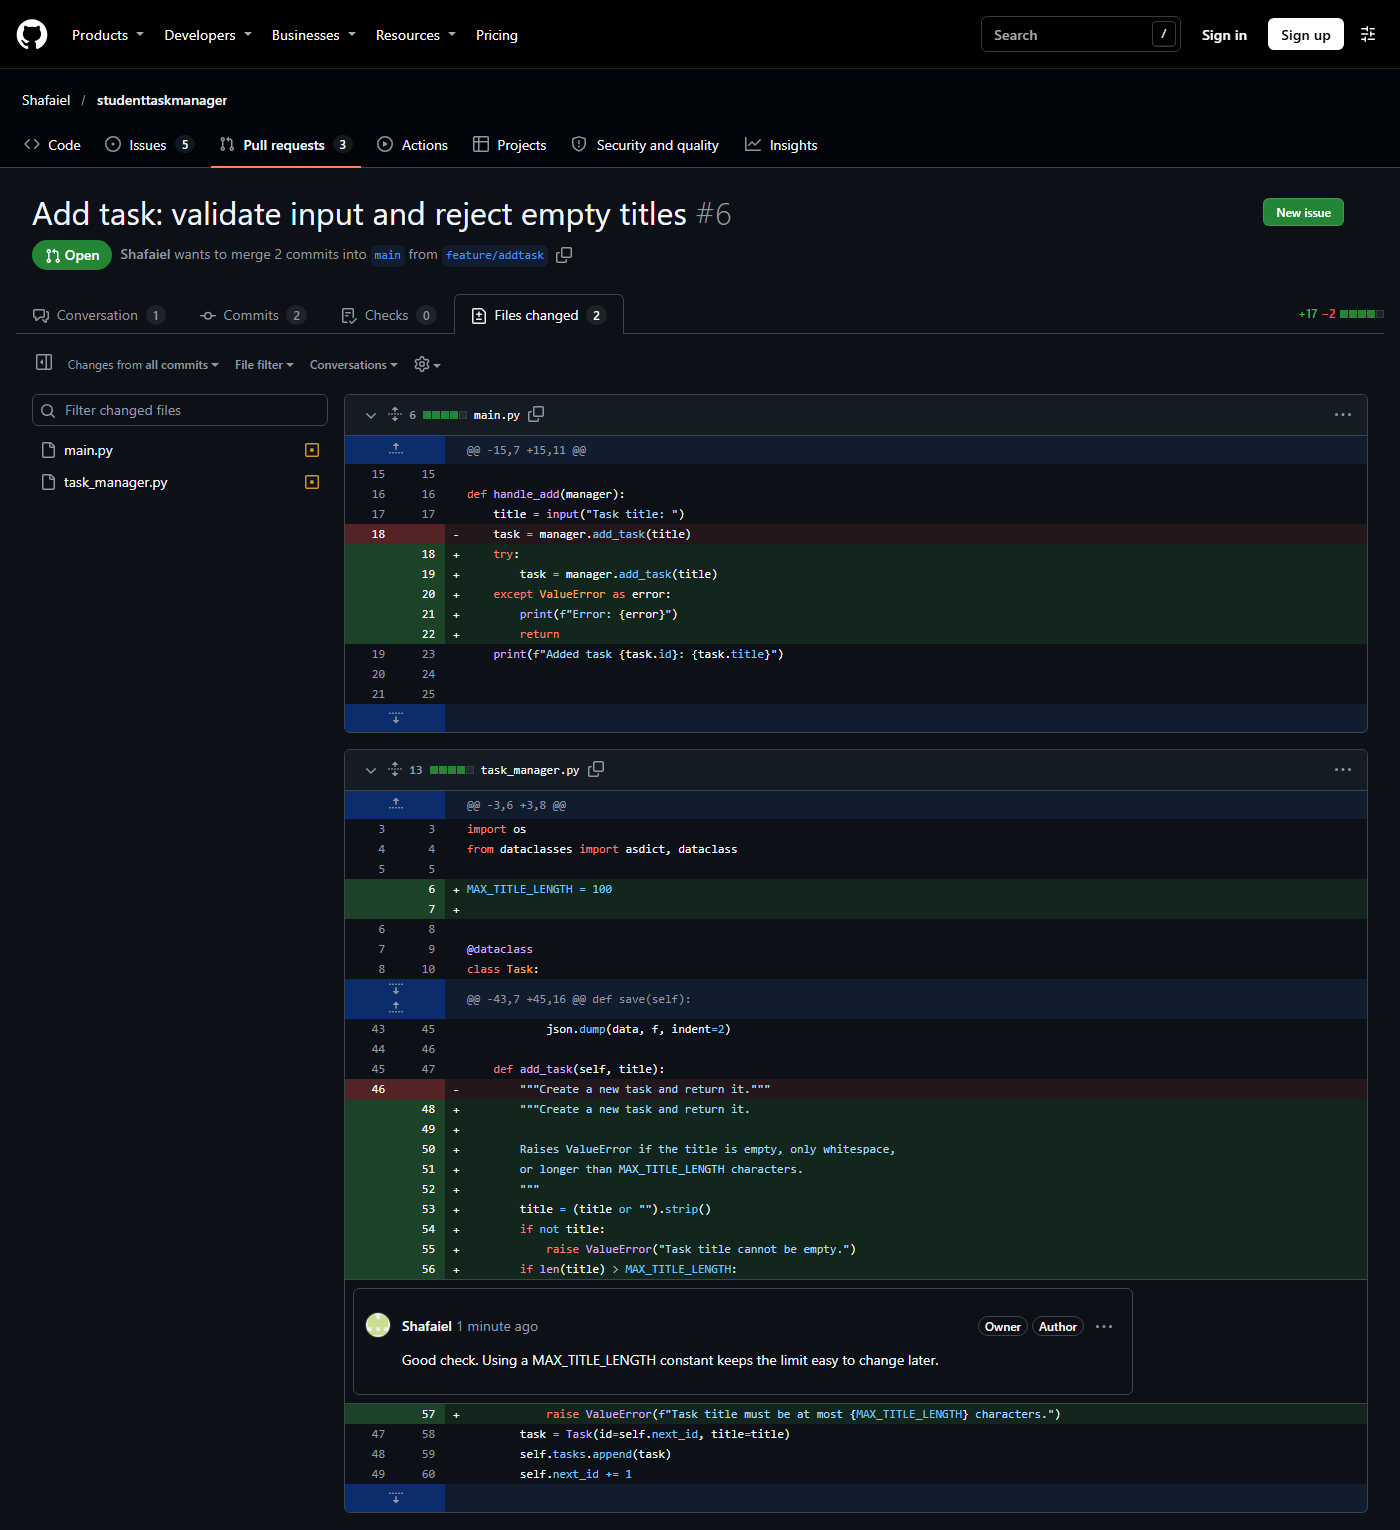 Products Developers Businesses Resources Pricing Search / Sign in Sign up
Shafaiel / studenttaskmanager
Code Issues 5 Pull requests 3 Actions Projects Security and quality Insights
Add task: validate input and reject empty titles #6 New issue
Open Shafaiel wants to merge 2 commits into main from feature/addtask
Conversation 1 Commits 2 Checks 0 Files changed 2 +17 −2
Changes from all commits File filter Conversations
Filter changed files
main.py
task_manager.py
6 main.py
@@ -15,7 +15,11 @@
15 15
16 16 def handle_add(manager):
17 17     title = input("Task title: ")
18 -     task = manager.add_task(title)
18 +     try:
19 +         task = manager.add_task(title)
20 +     except ValueError as error:
21 +         print(f"Error: {error}")
22 +         return
19 23     print(f"Added task {task.id}: {task.title}")
20 24
21 25
13 task_manager.py
@@ -3,6 +3,8 @@
3 3 import os
4 4 from dataclasses import asdict, dataclass
5 5
6 + MAX_TITLE_LENGTH = 100
7 +
6 8
7 9 @dataclass
8 10 class Task:
@@ -43,7 +45,16 @@ def save(self):
43 45             json.dump(data, f, indent=2)
44 46
45 47     def add_task(self, title):
46 -         """Create a new task and return it."""
48 +         """Create a new task and return it.
49 +
50 +         Raises ValueError if the title is empty, only whitespace,
51 +         or longer than MAX_TITLE_LENGTH characters.
52 +         """
53 +         title = (title or "").strip()
54 +         if not title:
55 +             raise ValueError("Task title cannot be empty.")
56 +         if len(title) > MAX_TITLE_LENGTH:
Shafaiel 1 minute ago Owner Author
Good check. Using a MAX_TITLE_LENGTH constant keeps the limit easy to change later.
57 +             raise ValueError(f"Task title must be at most {MAX_TITLE_LENGTH} characters.")
47 58         task = Task(id=self.next_id, title=title)
48 59         self.tasks.append(task)
49 60         self.next_id += 1